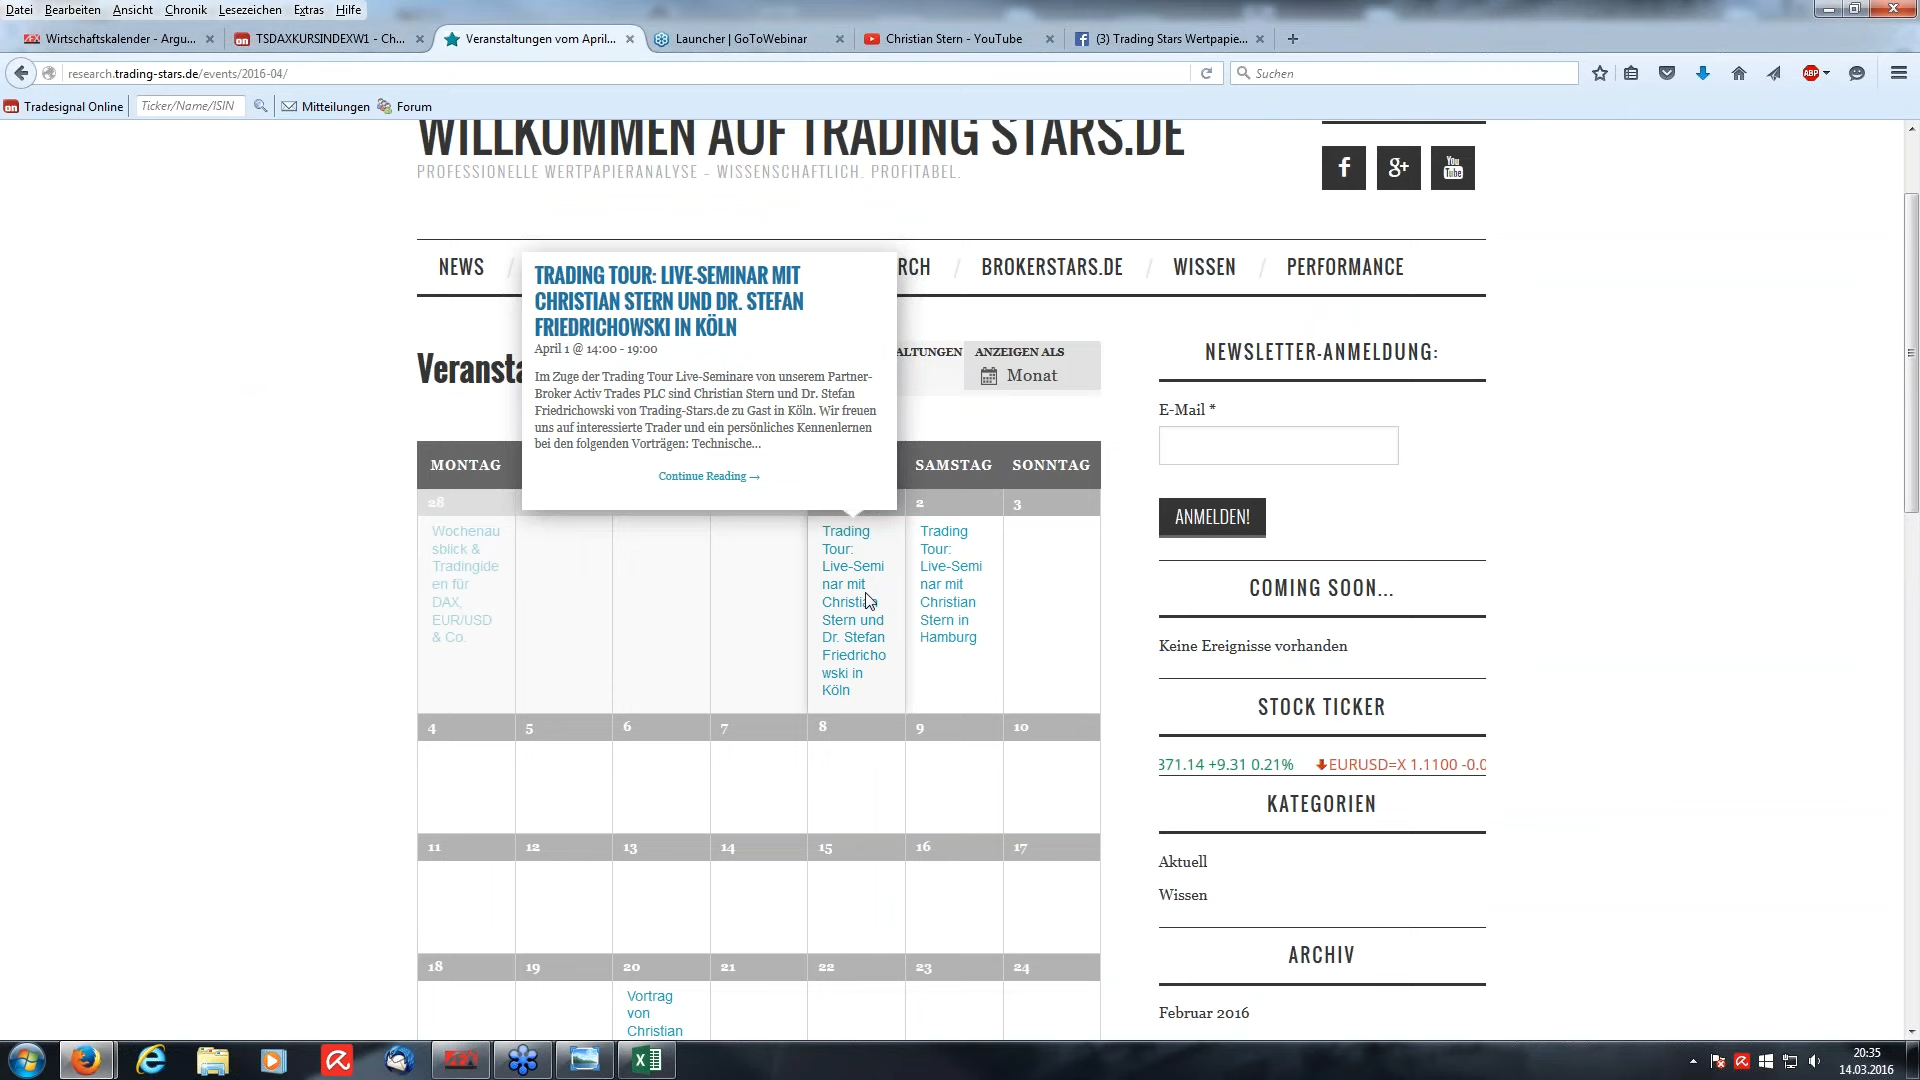 Datei Bearbeiten Ansicht Chronik Lesezeichen Extras Hilfe
Wirtschaftskalender - Argu...
TSDAXKURSINDEXW1 - Ch...
Veranstaltungen vom April...
Launcher | GoToWebinar
Christian Stern - YouTube
(3) Trading Stars Wertpapie...
research.trading-stars.de/events/2016-04/
Suchen
ABP
on Tradesignal Online
Ticker/Name/ISIN
Mitteilungen
Forum
WILLKOMMEN AUF TRADING STARS.DE
PROFESSIONELLE WERTPAPIERANALYSE – WISSENSCHAFTLICH. PROFITABEL.
f
g+
You
Tube
NEWS / RCH / BROKERSTARS.DE / WISSEN / PERFORMANCE
TRADING TOUR: LIVE-SEMINAR MIT
CHRISTIAN STERN UND DR. STEFAN
FRIEDRICHOWSKI IN KÖLN
April 1 @ 14:00 - 19:00
Im Zuge der Trading Tour Live-Seminare von unserem Partner-
Broker Activ Trades PLC sind Christian Stern und Dr. Stefan
Friedrichowski von Trading-Stars.de zu Gast in Köln. Wir freuen
uns auf interessierte Trader und ein persönliches Kennenlernen
bei den folgenden Vorträgen: Technische...
Continue Reading →
Veransta
ALTUNGEN
ANZEIGEN ALS
Monat
MONTAG SAMSTAG SONNTAG
28 2 3
Wochenau
sblick &
Tradingide
en für
DAX,
EUR/USD
& Co.
Trading
Tour:
Live-Semi
nar mit
Christian
Stern und
Dr. Stefan
Friedricho
wski in
Köln
Trading
Tour:
Live-Semi
nar mit
Christian
Stern in
Hamburg
4 5 6 7 8 9 10
11 12 13 14 15 16 17
18 19 20 21 22 23 24
Vortrag
von
Christian
NEWSLETTER-ANMELDUNG:
E-Mail *
ANMELDEN!
COMING SOON...
Keine Ereignisse vorhanden
STOCK TICKER
371.14 +9.31 0.21% EURUSD=X 1.1100 -0.0
KATEGORIEN
Aktuell
Wissen
ARCHIV
Februar 2016
20:35
14.03.2016